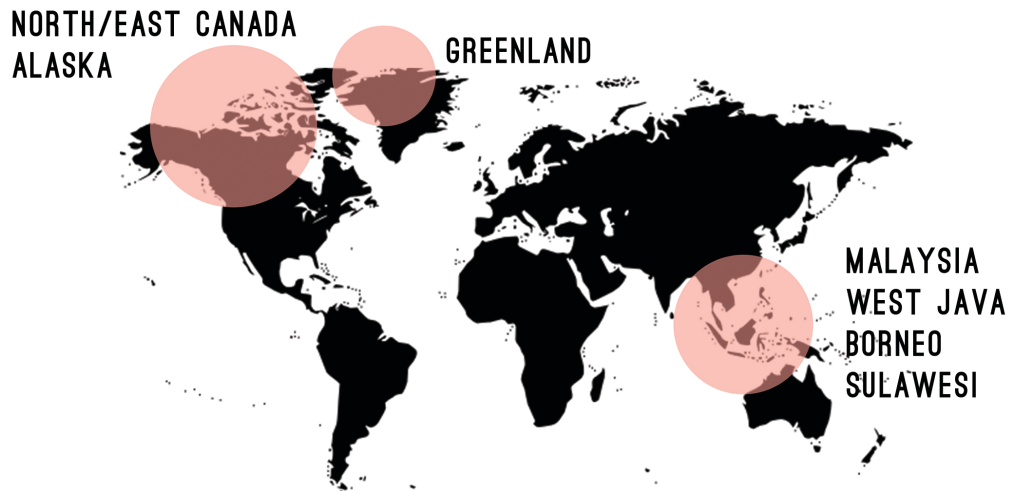 NORTH/EAST CANADA
ALASKA
GREENLAND
MALAYSIA
WEST JAVA
BORNEO
SULAWESI